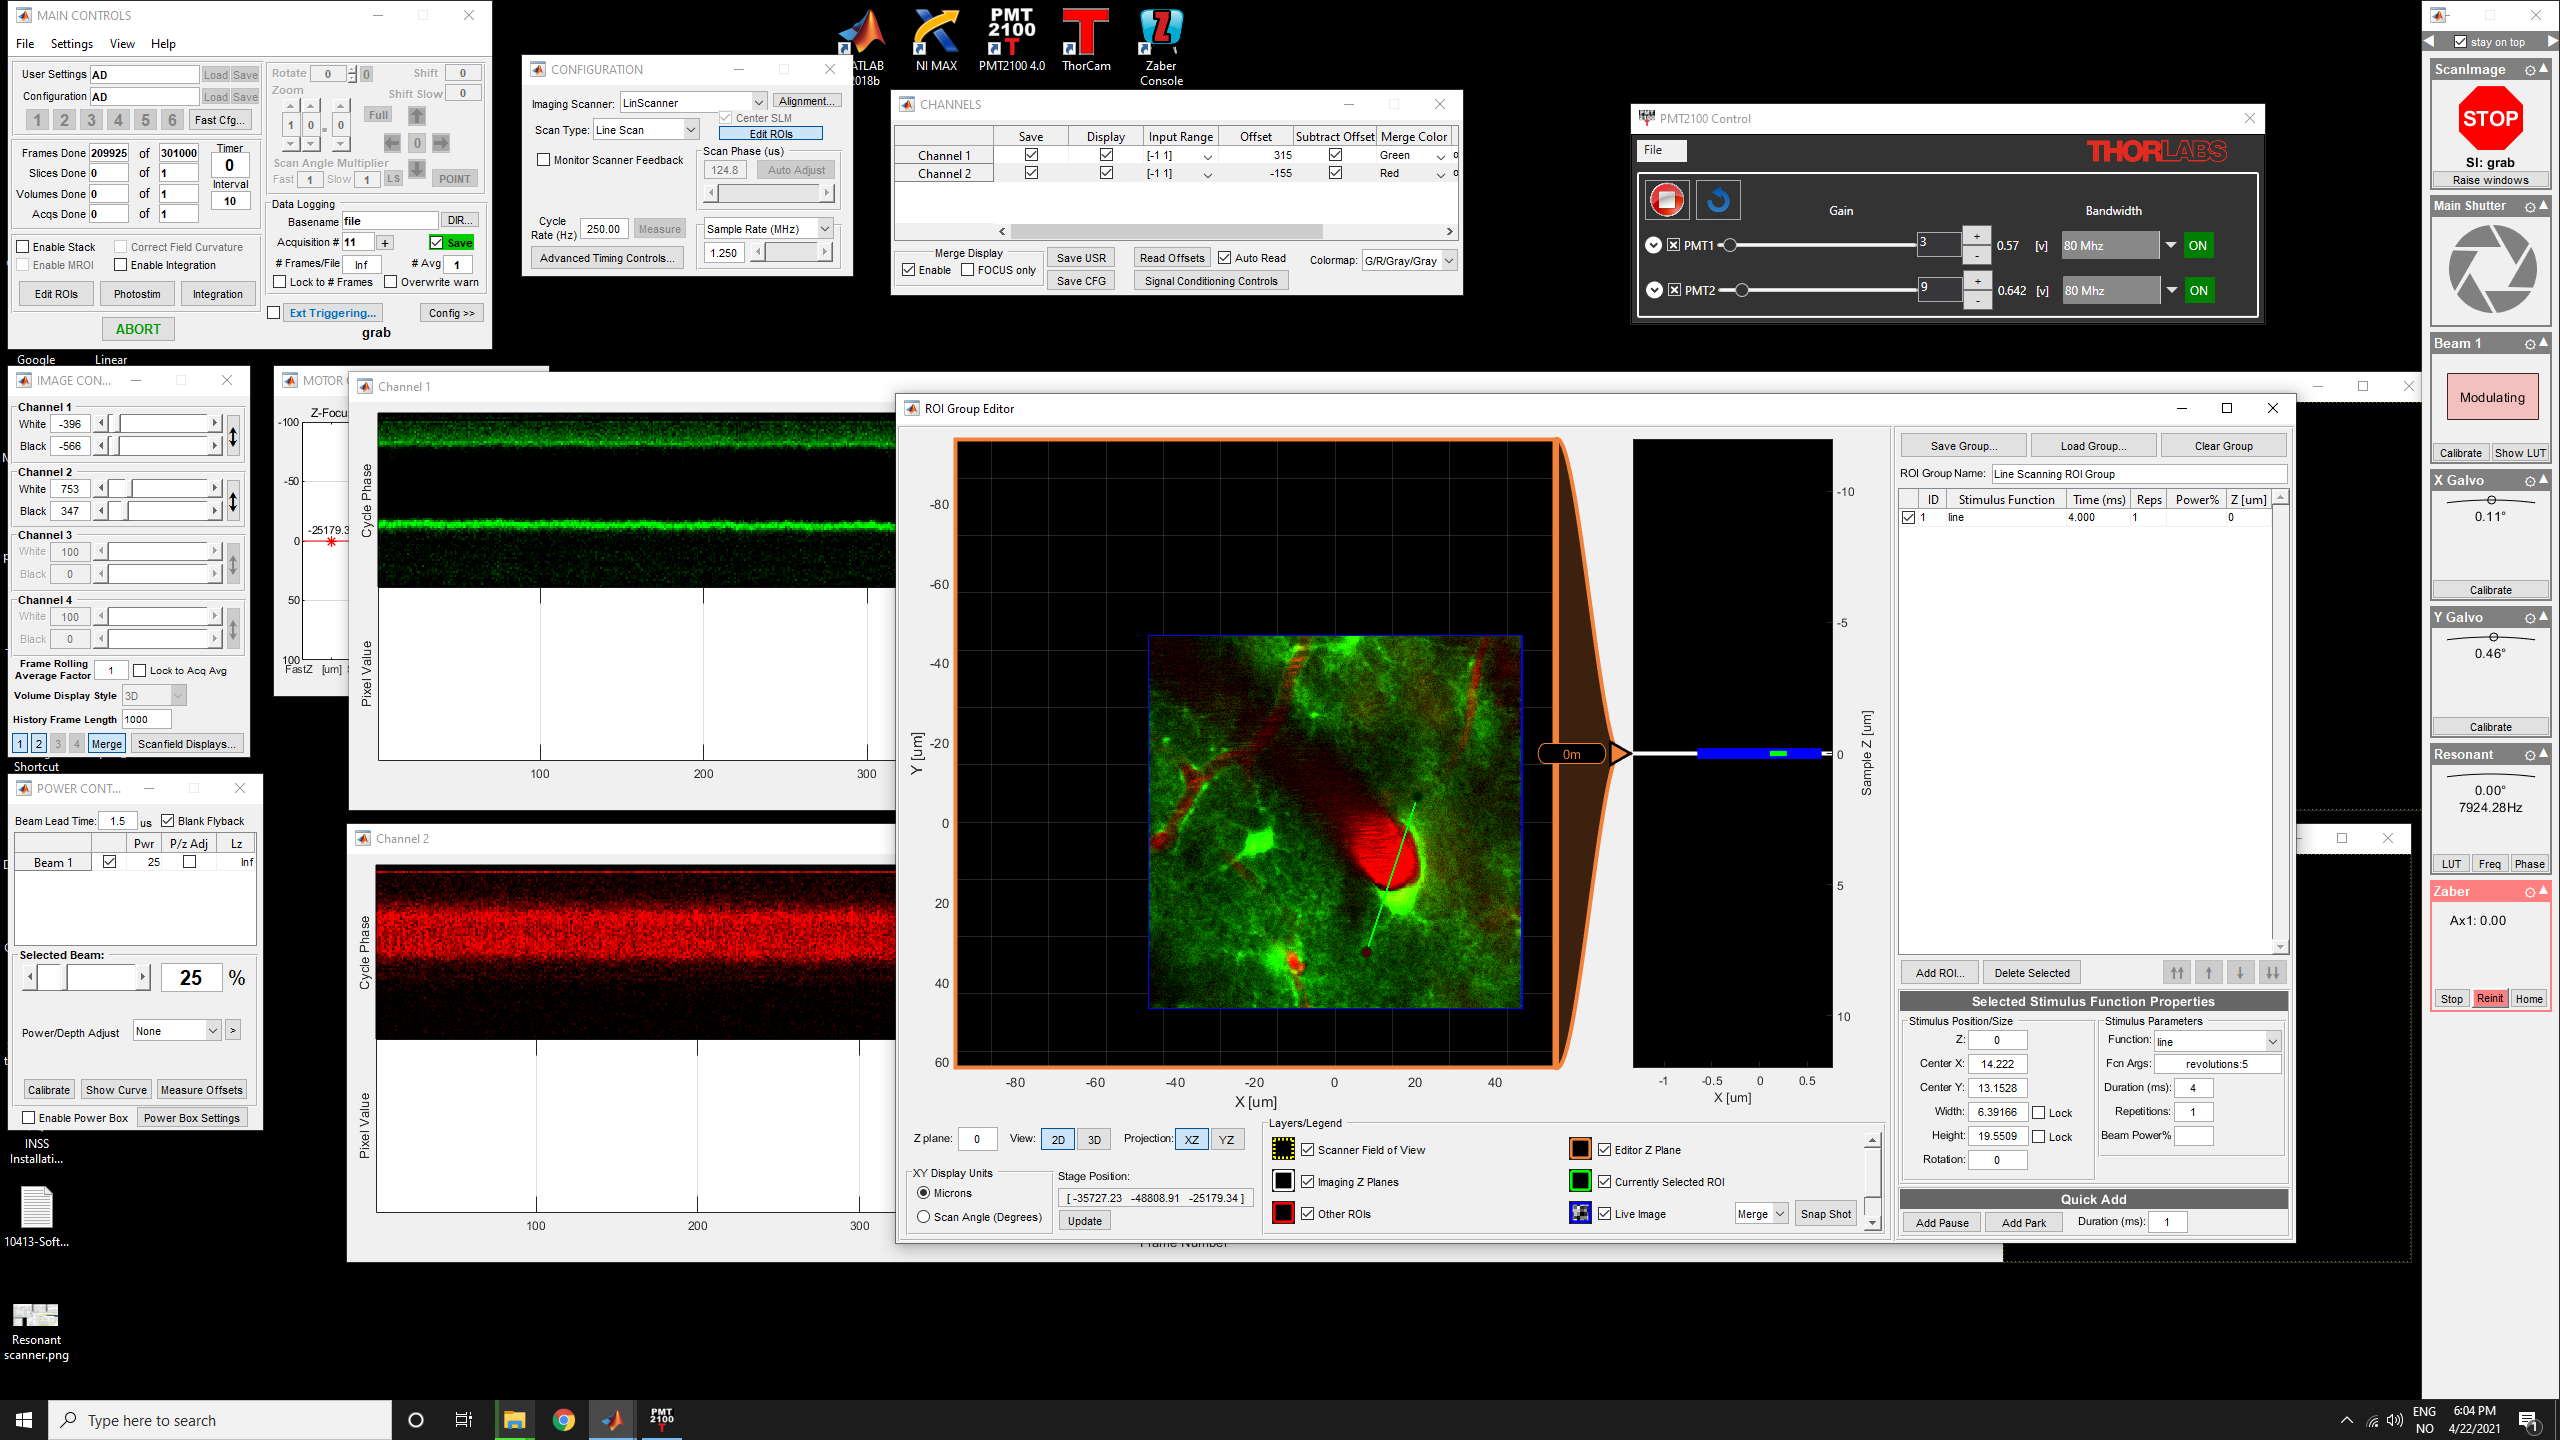 MAIN CONTROLS
File Settings View Help
User Settings AD Load Save
Configuration AD Load Save
1 2 3 4 5 6 Fast Cfg...
Frames Done 209925 of 301000
Slices Done 0 of 1
Volumes Done 0 of 1
Acqs Done 0 of 1
Timer
0
Interval
10
Enable Stack Correct Field Curvature
Enable MROI Enable Integration
Edit ROIs Photostim Integration
ABORT
Rotate 0 0 Shift 0
Zoom Shift Slow 0
1 0 0 Full 0
Scan Angle Multiplier
Fast 1 Slow 1 LS POINT
Data Logging
Basename file DIR...
Acquisition # 11 + Save
# Frames/File Inf # Avg 1
Lock to # Frames Overwrite warn
Ext Triggering... Config >>
grab
Google Linear
CONFIGURATION
Imaging Scanner: LinScanner Alignment...
Center SLM
Scan Type: Line Scan Edit ROIs
Monitor Scanner Feedback
Scan Phase (us)
124.8 Auto Adjust
Cycle
Rate (Hz) 250.00 Measure
Sample Rate (MHz)
1.250
Advanced Timing Controls...
NI MAX
PMT
2100
PMT2100 4.0
ThorCam
Zaber
Console
CHANNELS
Save Display Input Range Offset Subtract Offset Merge Color
Channel 1 [-1 1] 315 Green
Channel 2 [-1 1] -155 Red
Merge Display
Enable FOCUS only
Save USR Read Offsets Auto Read Colormap: G/R/Gray/Gray
Save CFG Signal Conditioning Controls
PMT2100 Control
File THORLABS
Gain Bandwidth
PMT1 3 + - 0.57 [v] 80 Mhz ON
PMT2 9 + - 0.642 [v] 80 Mhz ON
stay on top
ScanImage
STOP
SI: grab
Raise windows
Main Shutter
Beam 1
Modulating
Calibrate Show LUT
X Galvo
0.11°
Calibrate
Y Galvo
0.46°
Calibrate
Resonant
0.00°
7924.28Hz
LUT Freq Phase
Zaber
Ax1: 0.00
Stop Reinit Home
IMAGE CON...
Channel 1
White -396
Black -566
Channel 2
White 753
Black 347
Channel 3
White 100
Black 0
Channel 4
White 100
Black 0
Frame Rolling
Average Factor 1 Lock to Acq Avg
Volume Display Style 3D
History Frame Length 1000
1 2 3 4 Merge Scanfield Displays...
Shortcut
Z-Focus
-100
-50
-25179.3
0
50
100
FastZ [um]
Channel 1
Cycle Phase
Pixel Value
100 200 300
Channel 2
Cycle Phase
Pixel Value
100 200 300
Frame Number
POWER CONT...
Beam Lead Time: 1.5 us Blank Flyback
Pwr P/z Adj Lz
Beam 1 25 Inf
Selected Beam:
25 %
Power/Depth Adjust None >
Calibrate Show Curve Measure Offsets
Enable Power Box Power Box Settings
INSS
Installati...
10413-Soft...
Resonant
scanner.png
ROI Group Editor
-80
-60
-40
-20
0
20
40
60
Y [um]
-80 -60 -40 -20 0 20 40
X [um]
0m
-10
-5
0
5
10
Sample Z [um]
-1 -0.5 0 0.5
X [um]
Z plane: 0 View: 2D 3D Projection: XZ YZ
XY Display Units
Microns
Scan Angle (Degrees)
Stage Position:
[ -35727.23 -48808.91 -25179.34 ]
Update
Layers/Legend
Scanner Field of View Editor Z Plane
Imaging Z Planes Currently Selected ROI
Other ROIs Live Image Merge Snap Shot
Save Group... Load Group... Clear Group
ROI Group Name: Line Scanning ROI Group
ID Stimulus Function Time (ms) Reps Power% Z [um]
1 line 4.000 1 0
Add ROI... Delete Selected
Selected Stimulus Function Properties
Stimulus Position/Size
Z: 0
Center X: 14.222
Center Y: 13.1528
Width: 6.39166 Lock
Height: 19.5509 Lock
Rotation: 0
Stimulus Parameters
Function: line
Fcn Args: revolutions:5
Duration (ms): 4
Repetitions: 1
Beam Power%
Quick Add
Add Pause Add Park Duration (ms): 1
Type here to search
PMT
2100
ENG
NO
6:04 PM
4/22/2021
1